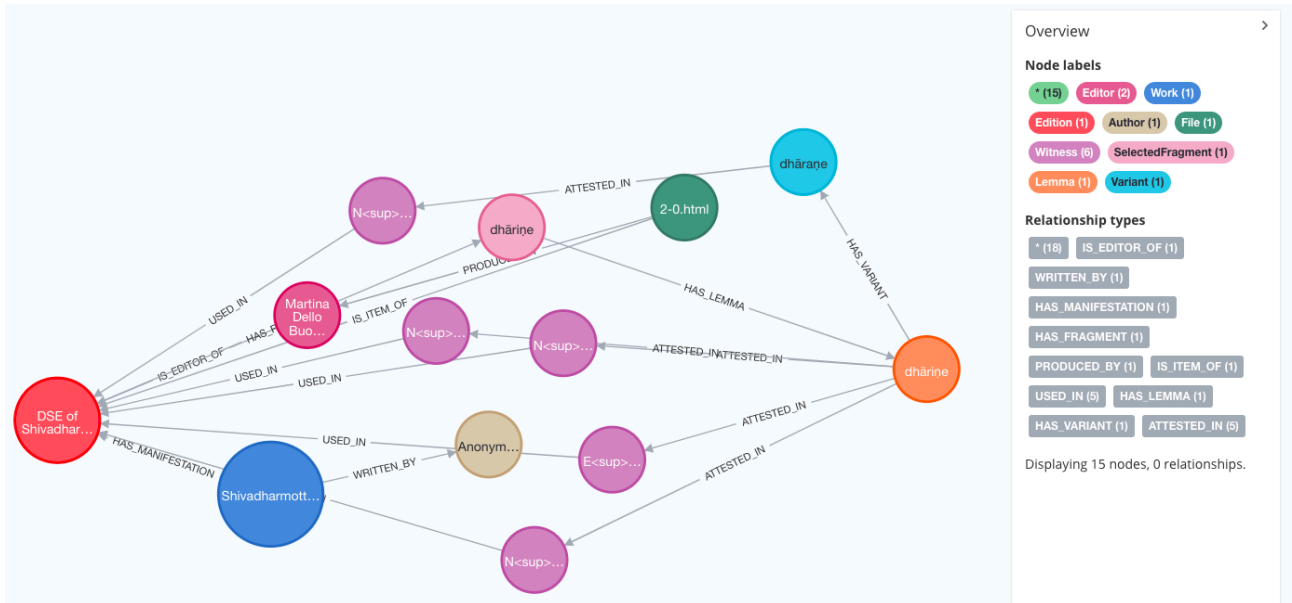 dhāraṇe
ATTESTED_IN
N<sup>...
2-0.html
dhāriṇe
HAS_VARIANT
PRODUC
HAS_LEMMA
Martina
Dello
Buo...
USED_IN
IS_ITEM_OF
HAS_F
N<sup>...
N<sup>...
ATTESTED_IN
ATTESTED_IN
IS_EDITOR_OF
USED_IN
USED_IN
dhāriṇe
DSE of
Shivadhar...
ATTESTED_IN
USED_IN
Anonym...
HAS_MANIFESTATION
WRITTEN_BY
E<sup>...
ATTESTED_IN
Shivadharmott...
N<sup>...
Overview
Node labels
* (15) Editor (2) Work (1)
Edition (1) Author (1) File (1)
Witness (6) SelectedFragment (1)
Lemma (1) Variant (1)
Relationship types
* (18) IS_EDITOR_OF (1)
WRITTEN_BY (1)
HAS_MANIFESTATION (1)
HAS_FRAGMENT (1)
PRODUCED_BY (1) IS_ITEM_OF (1)
USED_IN (5) HAS_LEMMA (1)
HAS_VARIANT (1) ATTESTED_IN (5)
Displaying 15 nodes, 0 relationships.